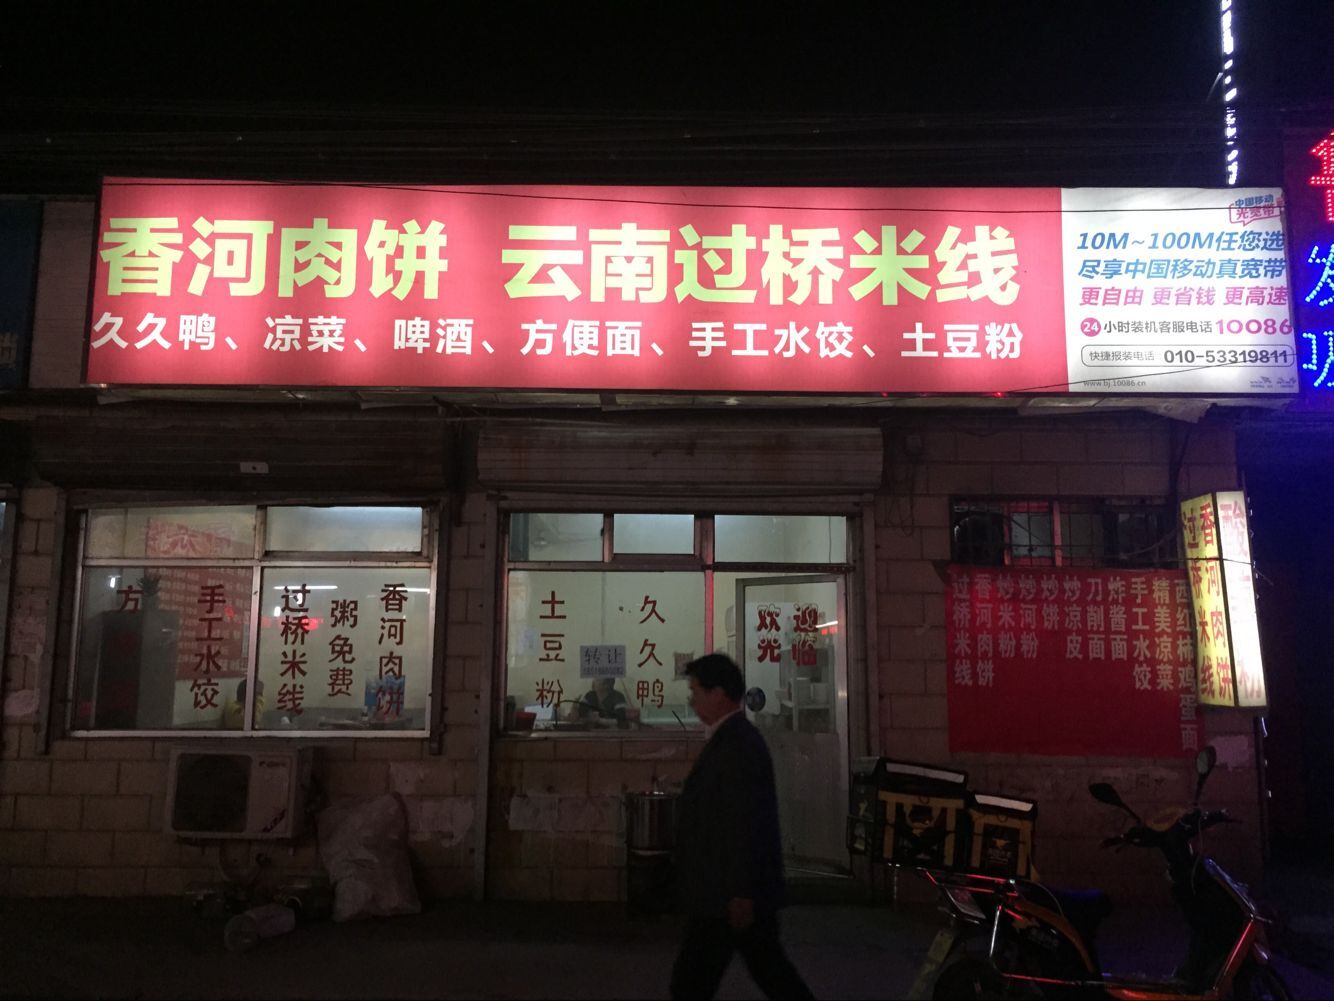 香河肉饼 云南过桥米线
久久鸭、凉菜、啤酒、方便面、手工水饺、土豆粉
中国移动
光宽带
10M~100M任您选
尽享中国移动真宽带
更自由 更省钱 更高速
24小时装机客服电话10086
快捷报装电话:010-53319811
www.bj.10086.cn
方
手工水饺
过桥米线
粥免费
香河肉饼
土豆粉
转让
久久鸭
欢迎
光临
过桥米线
香河肉饼
炒米粉
炒河粉
炒饼
炒凉皮
刀削面
炸酱面
手工水饺
精美凉菜
西红柿鸡蛋面
过桥米线
香河肉饼
酸